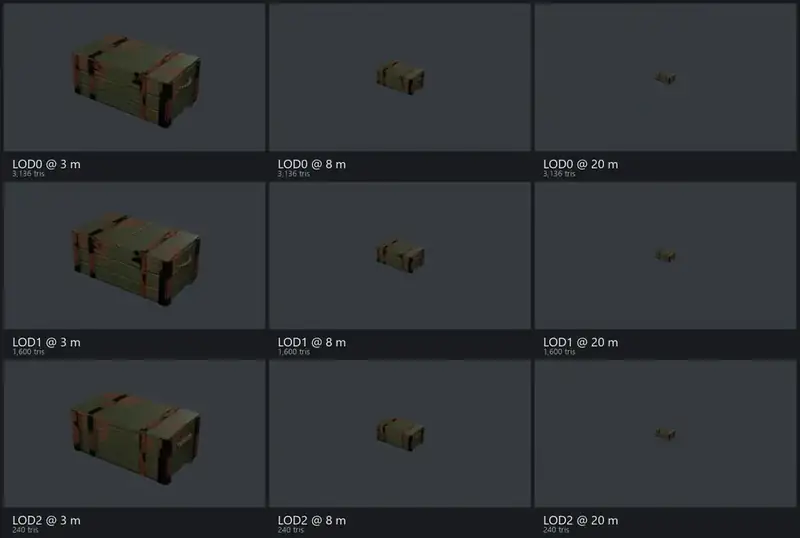 LOD0 @ 3 m
3,136 tris
LOD0 @ 8 m
3,136 tris
LOD0 @ 20 m
3,136 tris
LOD1 @ 3 m
1,600 tris
LOD1 @ 8 m
1,600 tris
LOD1 @ 20 m
1,600 tris
LOD2 @ 3 m
240 tris
LOD2 @ 8 m
240 tris
LOD2 @ 20 m
240 tris